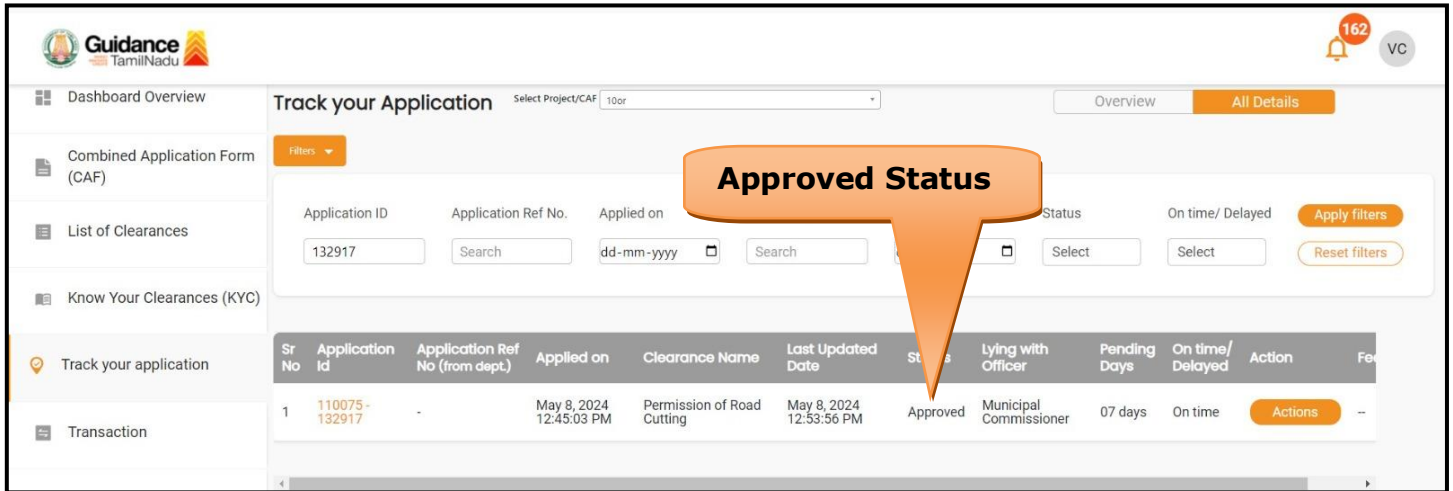 Guidance
TamilNadu
162
VC
Dashboard Overview
Combined Application Form
(CAF)
List of Clearances
Know Your Clearances (KYC)
Track your application
Transaction
Track your Application
Select Project/CAF
10or
Overview
All Details
Filters
Approved Status
Application ID
Application Ref No.
Applied on
Status
On time/ Delayed
Apply filters
132917
Search
dd-mm-yyyy
Search
Select
Select
Reset filters
Sr No
Application Id
Application Ref No (from dept.)
Applied on
Clearance Name
Last Updated Date
Lying with Officer
Pending Days
On time/ Delayed
Action
1
110075 - 132917
-
May 8, 2024 12:45:03 PM
Permission of Road Cutting
May 8, 2024 12:53:56 PM
Approved
Municipal Commissioner
07 days
On time
Actions
--